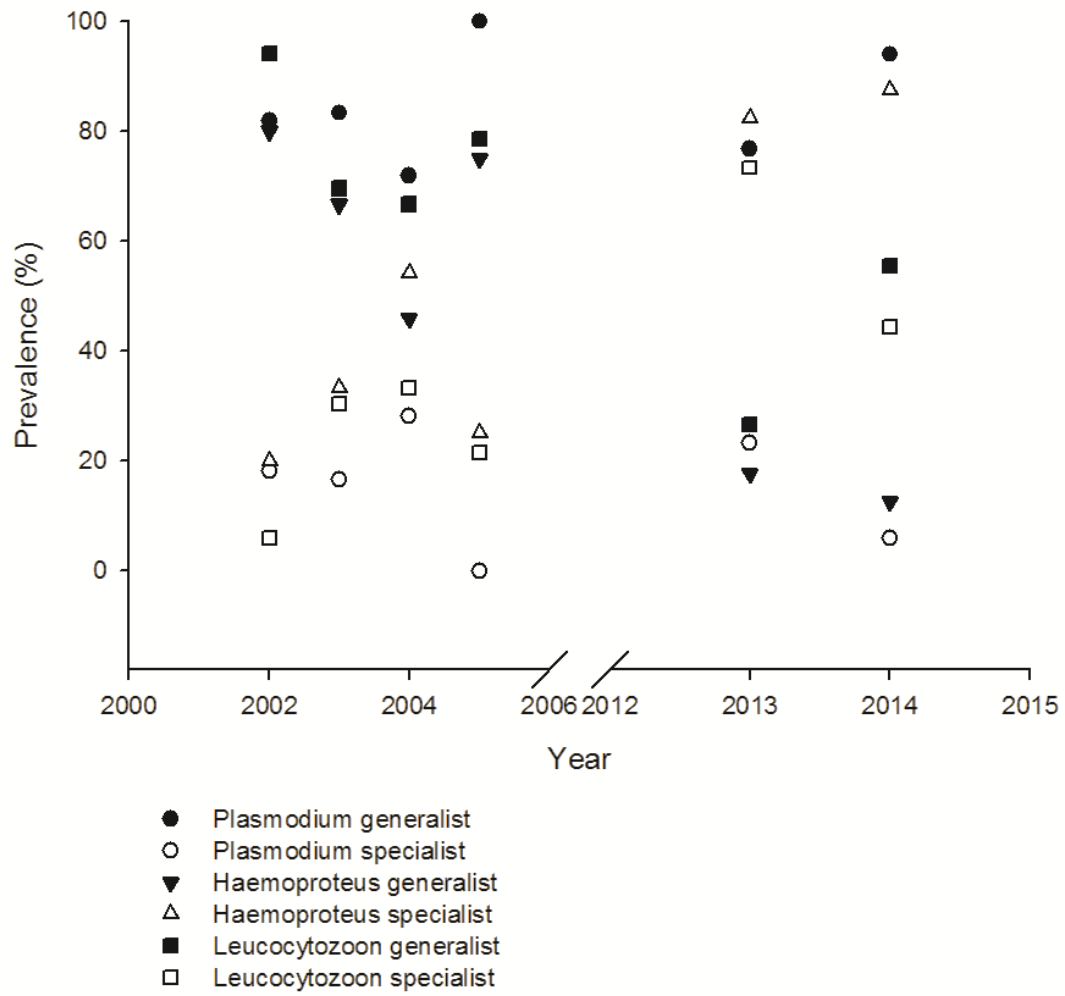 100
80
60
40
20
0
Prevalence (%)
2000 2002 2004 2006 2012 2013 2014 2015
Year
Plasmodium generalist
Plasmodium specialist
Haemoproteus generalist
Haemoproteus specialist
Leucocytozoon generalist
Leucocytozoon specialist